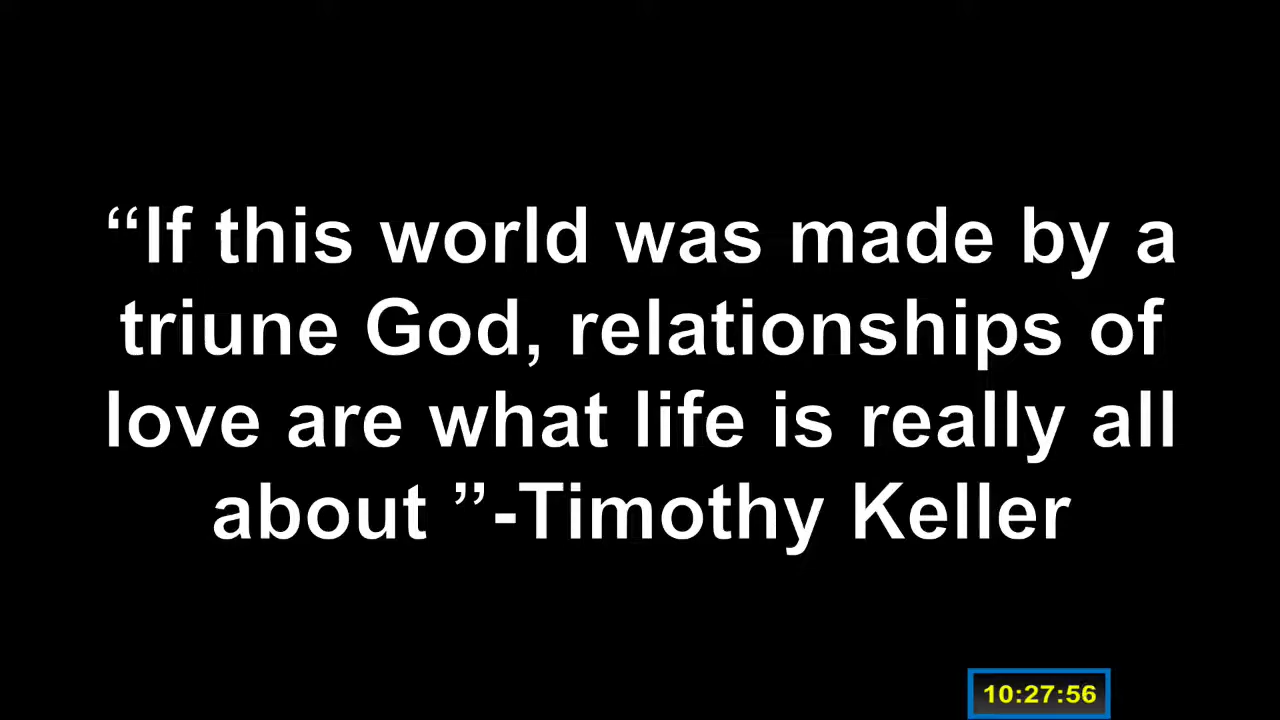 “If this world was made by a
triune God, relationships of
love are what life is really all
about ”-Timothy Keller
10:27:56